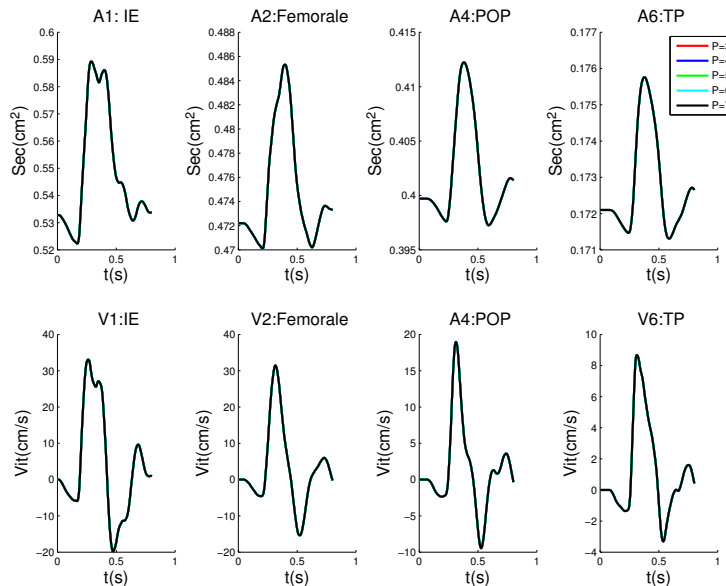 A1: IE
A2:Femorale
A4:POP
A6:TP
Sec(cm²)
0.6
0.59
0.58
0.57
0.56
0.55
0.54
0.53
0.52
0 0.5 1
t(s)
Sec(cm²)
0.488
0.486
0.484
0.482
0.48
0.478
0.476
0.474
0.472
0.47
0 0.5 1
t(s)
Sec(cm²)
0.415
0.41
0.405
0.4
0.395
0 0.5 1
t(s)
Sec(cm²)
0.177
0.176
0.175
0.174
0.173
0.172
0.171
0 0.5 1
t(s)
P=
P=
P=
P=
P=
V1:IE
V2:Femorale
A4:POP
V6:TP
Vit(cm/s)
40
30
20
10
0
−10
−20
0 0.5 1
t(s)
Vit(cm/s)
40
30
20
10
0
−10
−20
0 0.5 1
t(s)
Vit(cm/s)
20
15
10
5
0
−5
−10
0 0.5 1
t(s)
Vit(cm/s)
10
8
6
4
2
0
−2
−4
0 0.5 1
t(s)